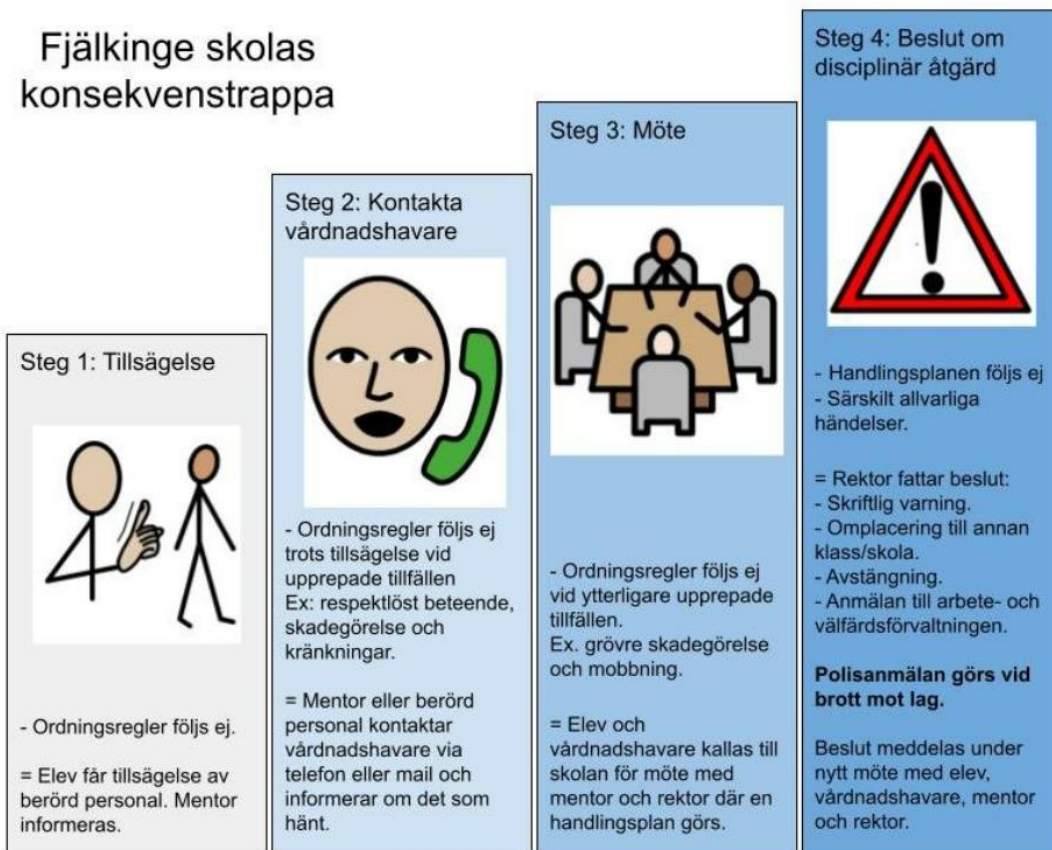 Fjälkinge skolas
konsekvenstrappa
Steg 1: Tillsägelse
- Ordningsregler följs ej.
= Elev får tillsägelse av
berörd personal. Mentor
informeras.
Steg 2: Kontakta
vårdnadshavare
- Ordningsregler följs ej
trots tillsägelse vid
upprepade tillfällen
Ex: respektlöst beteende,
skadegörelse och
kränkningar.
= Mentor eller berörd
personal kontaktar
vårdnadshavare via
telefon eller mail och
informerar om det som
hänt.
Steg 3: Möte
- Ordningsregler följs ej
vid ytterligare upprepade
tillfällen.
Ex. grövre skadegörelse
och mobbning.
= Elev och
vårdnadshavare kallas till
skolan för möte med
mentor och rektor där en
handlingsplan görs.
Steg 4: Beslut om
disciplinär åtgärd
- Handlingsplanen följs ej
- Särskilt allvarliga
händelser.
= Rektor fattar beslut:
- Skriftlig varning.
- Omplacering till annan
klass/skola.
- Avstängning.
- Anmälan till arbete- och
välfärdsförvaltningen.
Polisanmälan görs vid
brott mot lag.
Beslut meddelas under
nytt möte med elev,
vårdnadshavare, mentor
och rektor.